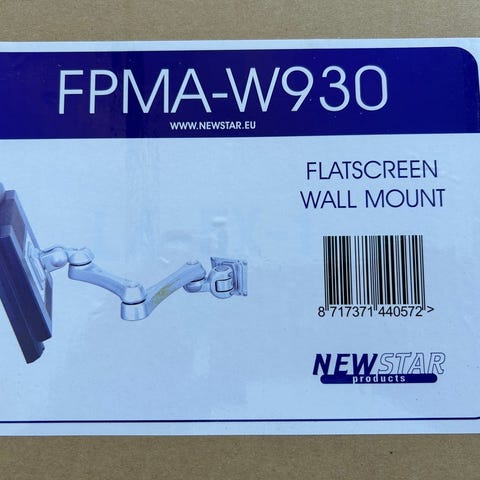 FPMA-W930
WWW.NEWSTAR.EU
FLATSCREEN
WALL MOUNT
8 717371 440572 >
NEWSTAR
products